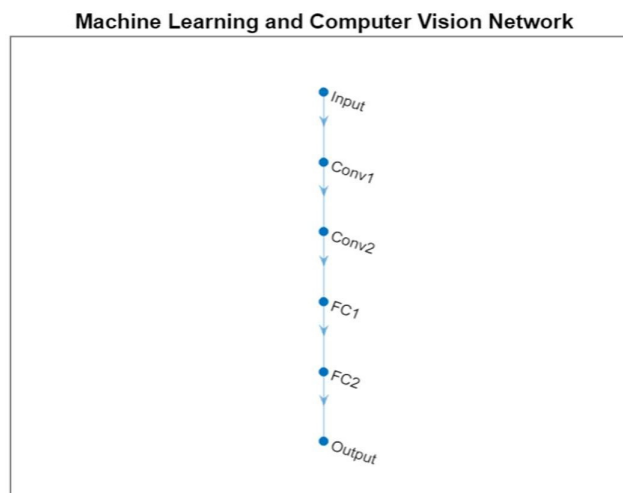 Machine Learning and Computer Vision Network
Input
Conv1
Conv2
FC1
FC2
Output